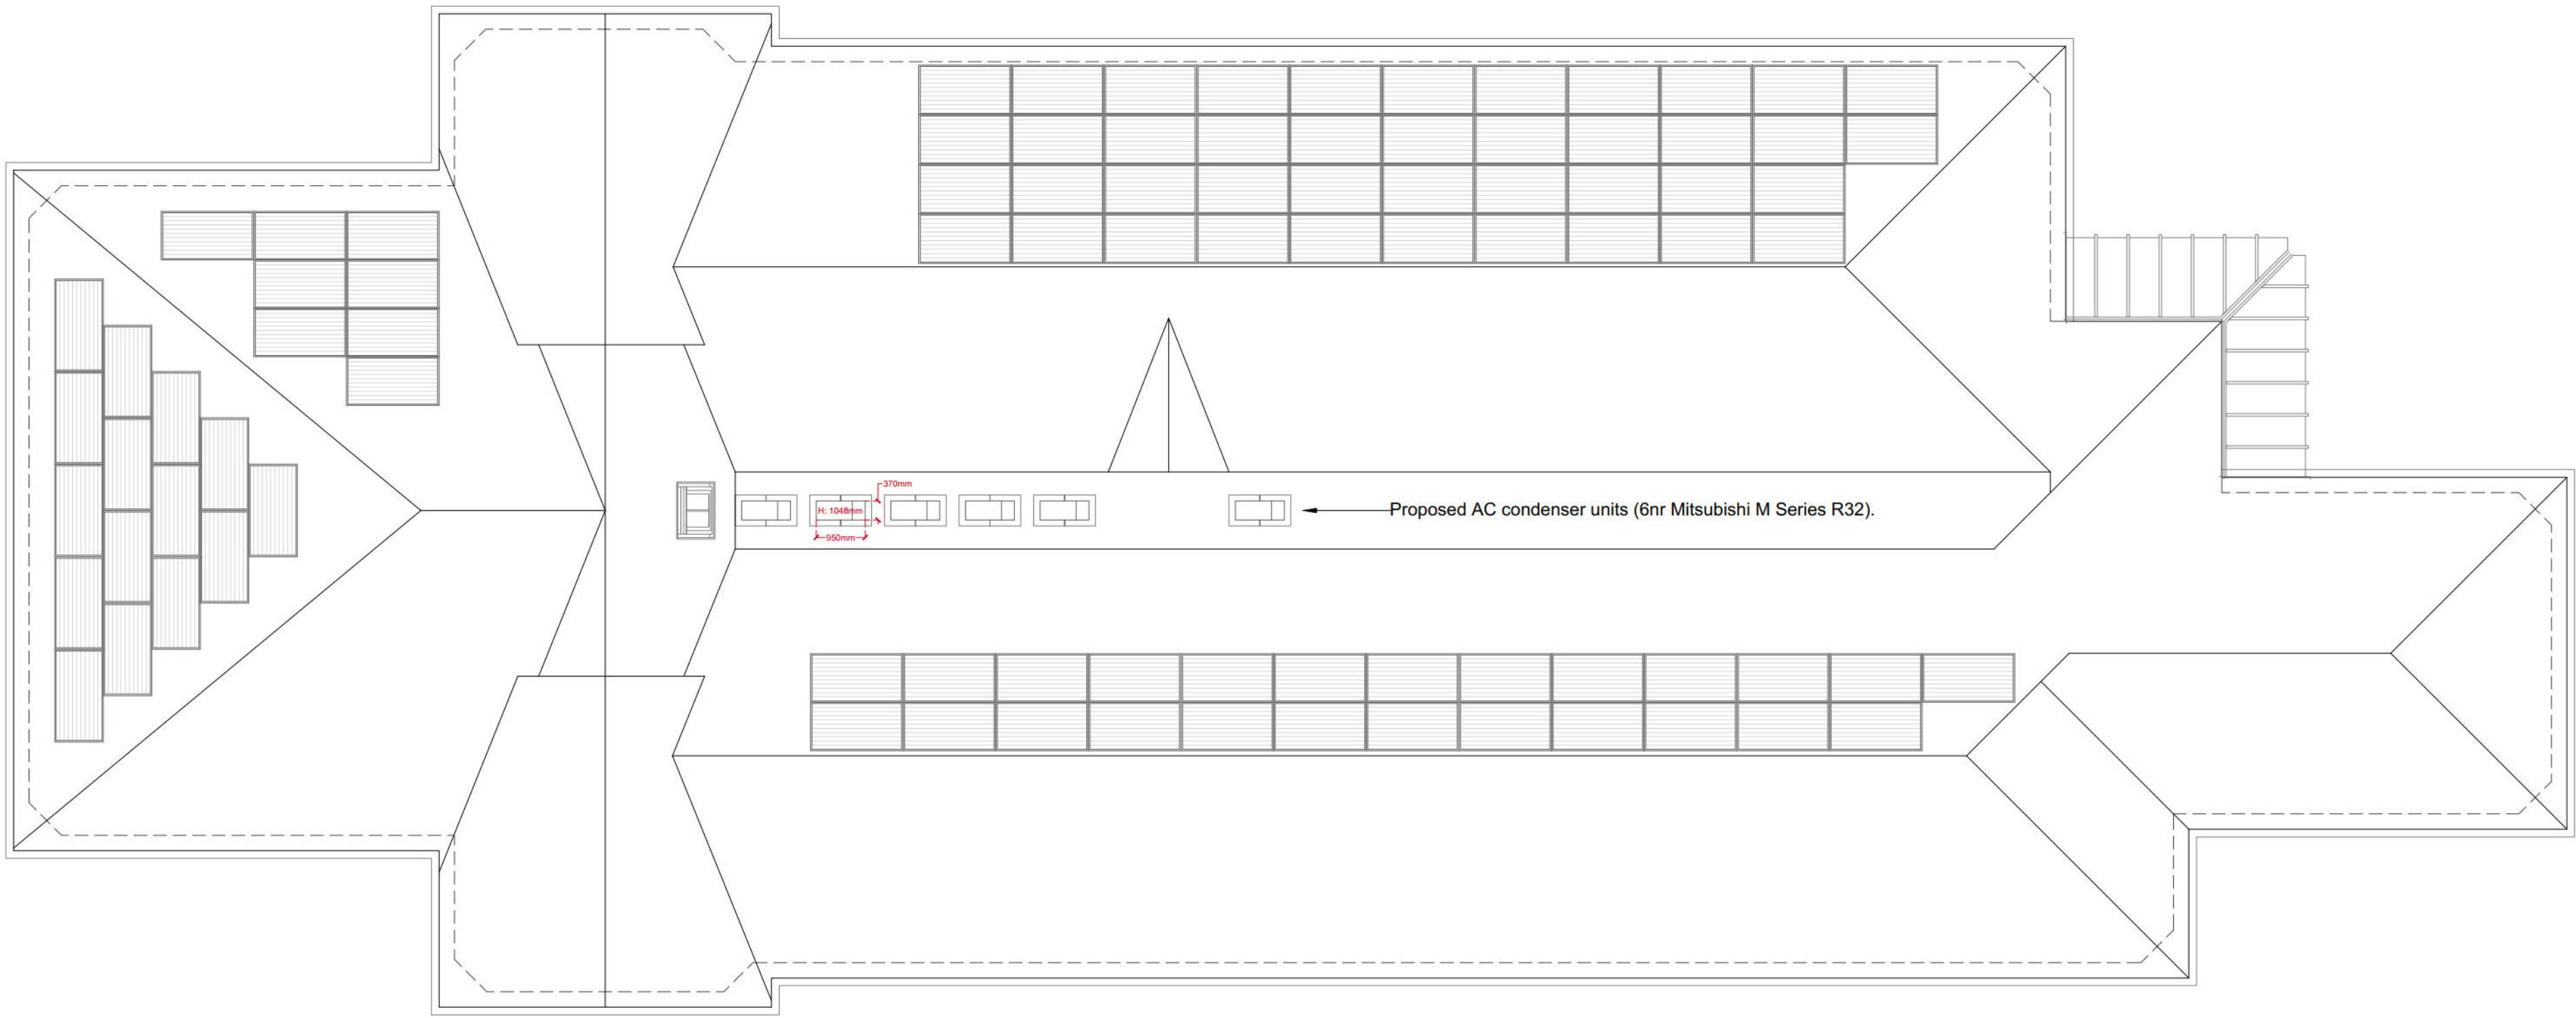 370mm
H: 1048mm
Proposed AC condenser units (6nr Mitsubishi M Series R32).
950mm